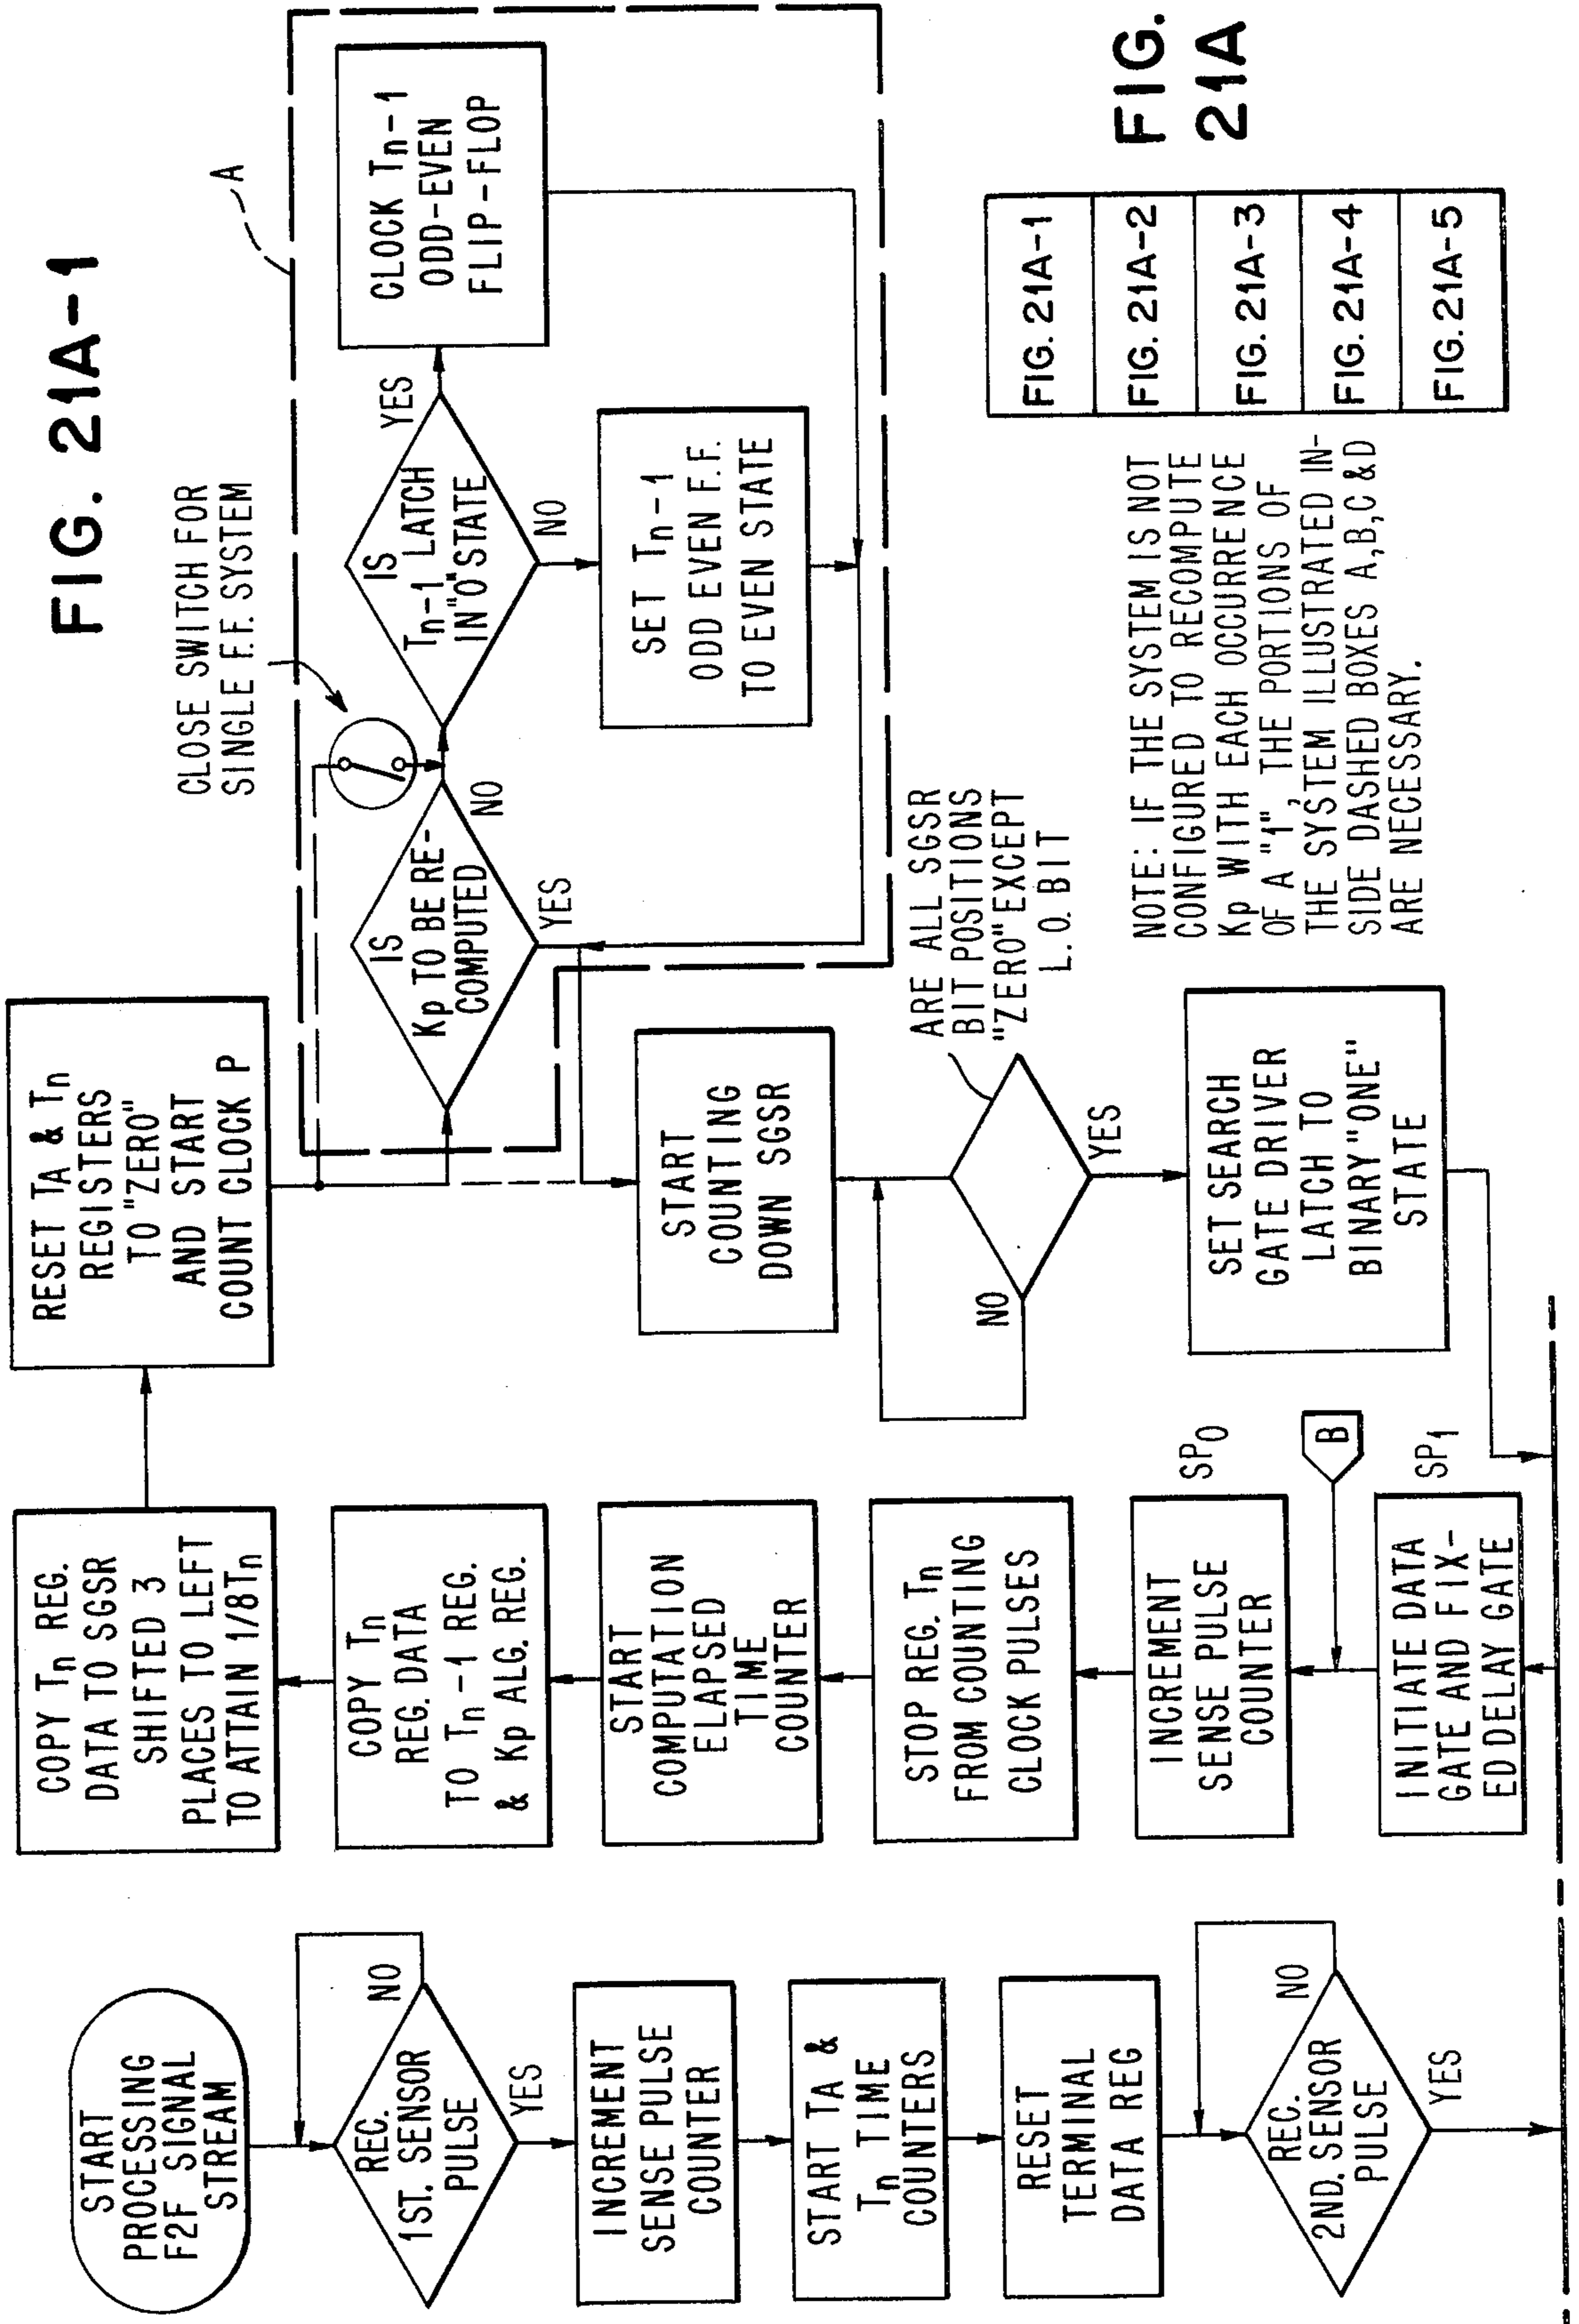 FIG. 21A-1
START
PROCESSING
F2F SIGNAL
STREAM
REC.
1ST. SENSOR
PULSE
NO
YES
INCREMENT
SENSE PULSE
COUNTER
START TA &
Tn TIME
COUNTERS
RESET
TERMINAL
DATA REG
REC.
2ND. SENSOR
PULSE
NO
YES
COPY Tn REG.
DATA TO SGSR
SHIFTED 3
PLACES TO LEFT
TO ATTAIN 1/8Tn
COPY Tn
REG. DATA
TO Tn-1 REG.
& Kp ALG. REG.
START
COMPUTATION
ELAPSED
TIME
COUNTER
STOP REG. Tn
FROM COUNTING
CLOCK PULSES
INCREMENT
SENSE PULSE
COUNTER
SP0
B
INITIATE DATA
GATE AND FIX-
ED DELAY GATE
SP1
RESET TA & Tn
REGISTERS
TO "ZERO"
AND START
COUNT CLOCK P
START
COUNTING
DOWN SGSR
ARE ALL SGSR
BIT POSITIONS
"ZERO" EXCEPT
L.O. BIT
NO
YES
SET SEARCH
GATE DRIVER
LATCH TO
BINARY "ONE"
STATE
IS
Kp TO BE RE-
COMPUTED
NO
YES
CLOSE SWITCH FOR
SINGLE F.F. SYSTEM
A
IS
Tn-1 LATCH
IN "0" STATE
YES
NO
CLOCK Tn-1
ODD-EVEN
FLIP-FLOP
SET Tn-1
ODD EVEN F.F.
TO EVEN STATE
NOTE: IF THE SYSTEM IS NOT
CONFIGURED TO RECOMPUTE
Kp WITH EACH OCCURRENCE
OF A "1", THE PORTIONS OF
THE SYSTEM ILLUSTRATED IN-
SIDE DASHED BOXES A,B,C & D
ARE NECESSARY.
FIG. 21A-1
FIG. 21A-2
FIG. 21A-3
FIG. 21A-4
FIG. 21A-5
FIG.
21A